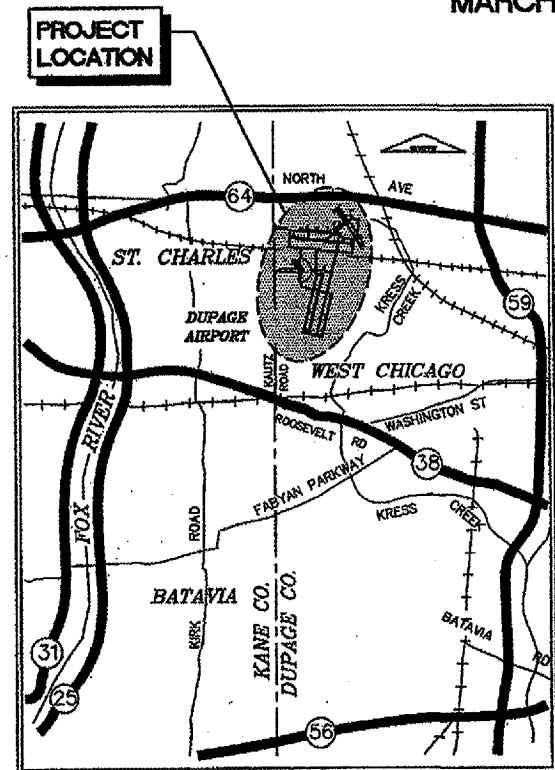 MARCH
PROJECT
LOCATION
NORTH
NORTH
AVE
64
ST. CHARLES
KRESS
CREEK
59
DUPAGE
AIRPORT
KAUTZ
ROAD
WEST CHICAGO
WASHINGTON ST
ROOSEVELT RD
38
FOX
RIVER
FABYAN PARKWAY
KRESS
CREEK
ROAD
KIRK
BATAVIA
KANE CO.
DUPAGE CO.
BATAVIA
RD
31
25
56